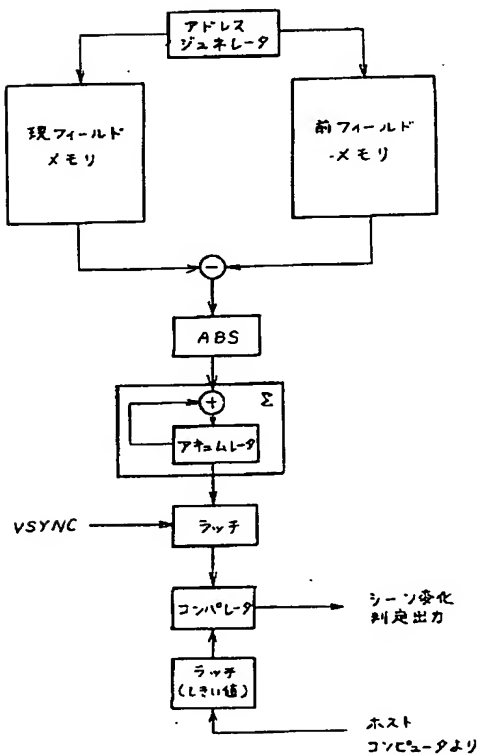 アドレス
ジェネレータ
現フィールド
メモリ
前フィールド
メモリ
−
ABS
+
Σ
アキュムレータ
VSYNC
ラッチ
コンパレータ
シーン変化
判定出力
ラッチ
(しきい値)
ホスト
コンピュータより